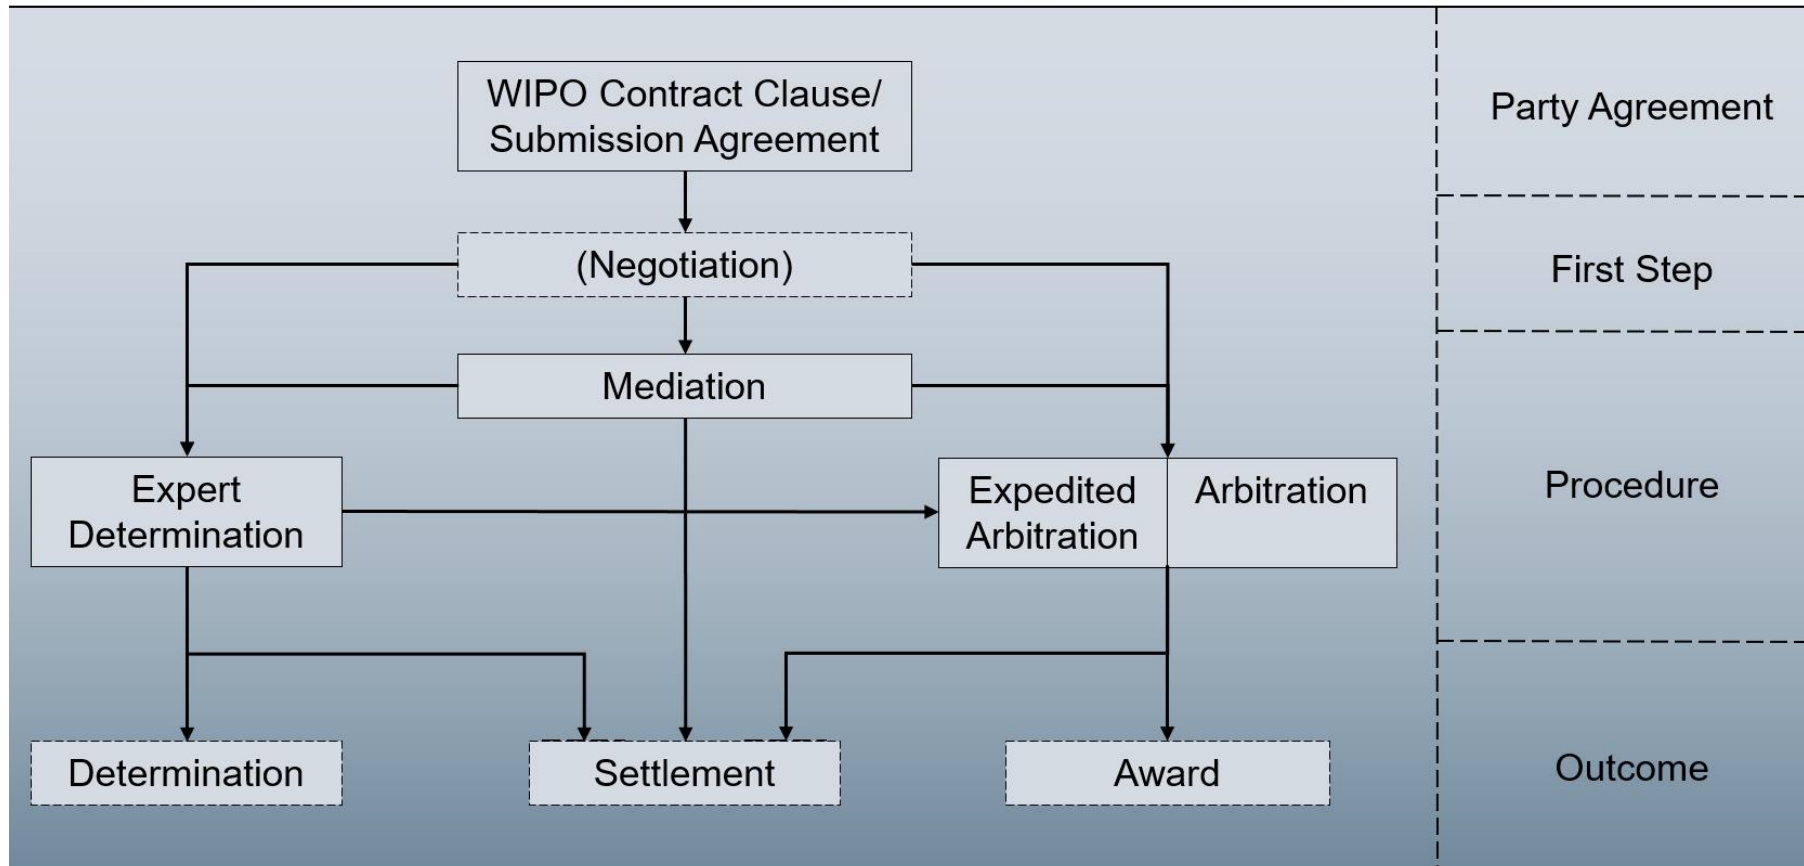 WIPO Contract Clause/
Submission Agreement
Party Agreement
(Negotiation)
First Step
Mediation
Expert
Determination
Expedited
Arbitration
Arbitration
Procedure
Determination
Settlement
Award
Outcome